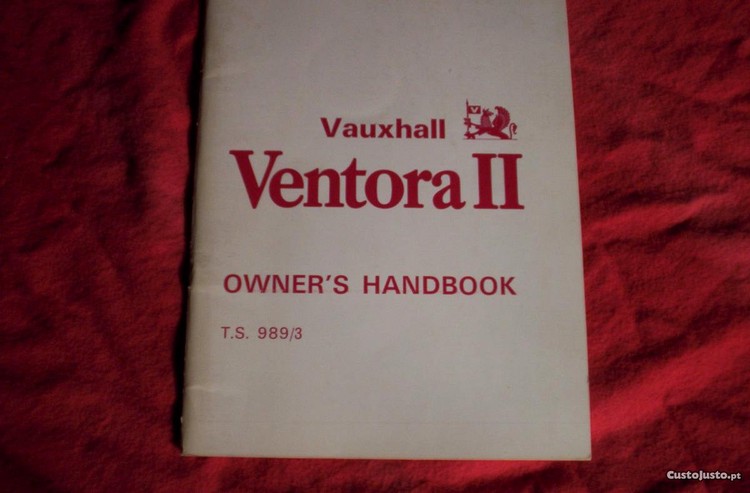 Vauxhall
V
Ventora II
OWNER'S HANDBOOK
T.S. 989/3
CustoJusto.pt